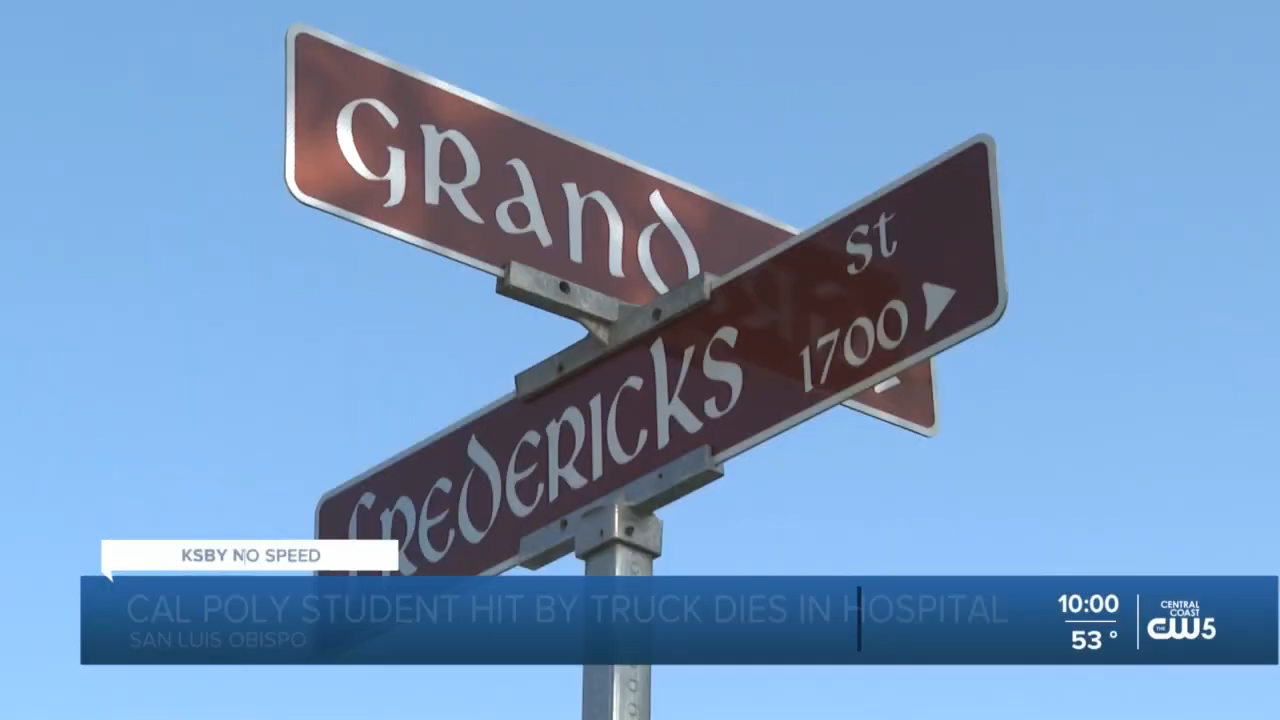 GRAND
St
1700
FREDERICKS
KSBY NO SPEED
CAL POLY STUDENT HIT BY TRUCK DIES IN HOSPITAL
SAN LUIS OBISPO
10:00
53 °
CENTRAL
COAST
THE CW5